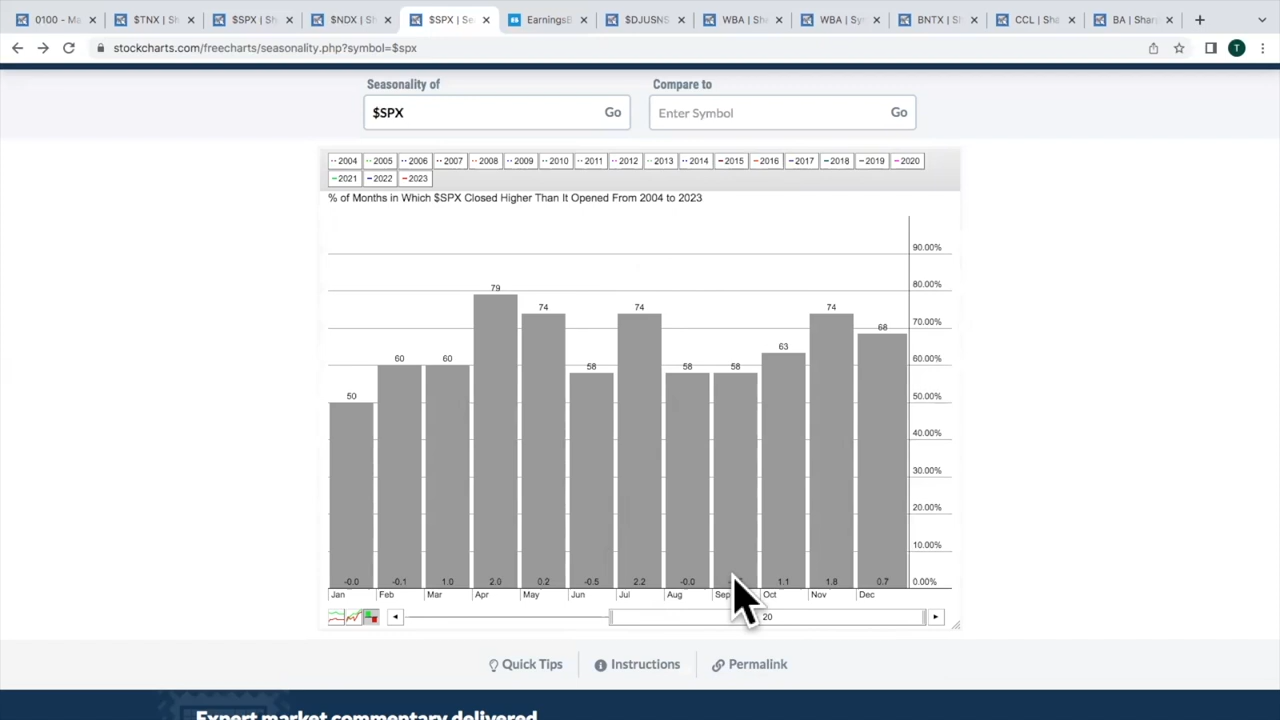 0100 - Ma
$TNX | Sh
$SPX | Sh
$NDX | Sh
$SPX | Se
EarningsB
$DJUSNS
WBA | Sha
WBA | Syr
BNTX | Sh
CCL | Sha
BA | Shar
stockcharts.com/freecharts/seasonality.php?symbol=$spx
T
Seasonality of
Compare to
$SPX Go
Enter Symbol Go
2004 2005 2006 2007 2008 2009 2010 2011 2012 2013 2014 2015 2016 2017 2018 2019 2020
2021 2022 2023
% of Months in Which $SPX Closed Higher Than It Opened From 2004 to 2023
90.00%
80.00%
70.00%
60.00%
50.00%
40.00%
30.00%
20.00%
10.00%
0.00%
50 60 60 79 74 58 74 58 58 63 74 68
-0.0 -0.1 1.0 2.0 0.2 -0.5 2.2 -0.0 1.1 1.8 0.7
Jan Feb Mar Apr May Jun Jul Aug Sep Oct Nov Dec
20
Quick Tips
Instructions
Permalink
Expert market commentary delivered